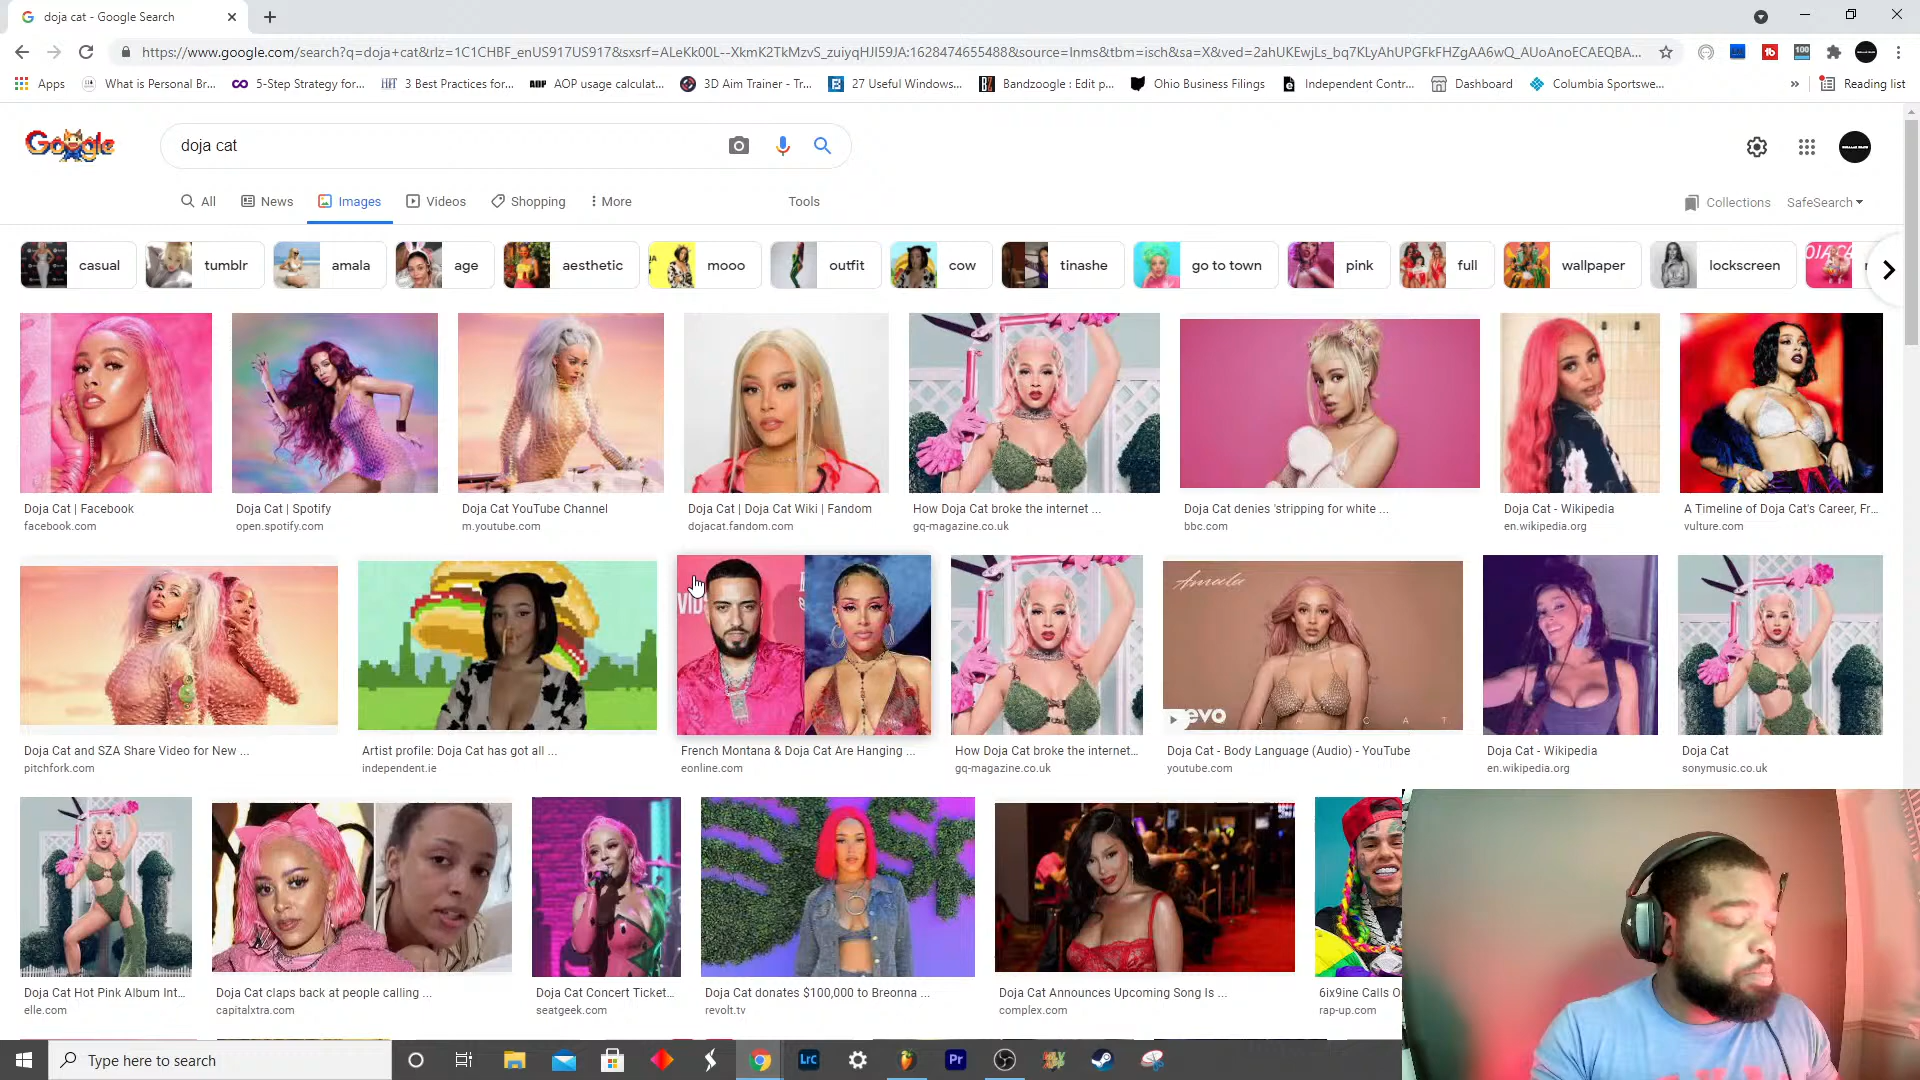 doja cat - Google Search
https://www.google.com/search?q=doja+cat&rlz=1C1CHBF_enUS917US917&sxsrf=ALeKk00L--XkmK2TkMzvS_zuiyqHJI59JA:1628474655488&source=lnms&tbm=isch&sa=X&ved=2ahUKEwjLs_bq7KLyAhUPGFkFHZgAA6wQ_AUoAnoECAEQBA...
Apps What is Personal Br... 5-Step Strategy for... 3 Best Practices for... AOP usage calculat... 3D Aim Trainer - Tr... 27 Useful Windows... Bandzoogle : Edit p... Ohio Business Filings Independent Contr... Dashboard Columbia Sportswe... » Reading list
Google doja cat
All News Images Videos Shopping More Tools Collections SafeSearch
casual tumblr amala age aesthetic mooo outfit cow tinashe go to town pink full wallpaper lockscreen
Doja Cat | Facebook Doja Cat | Spotify Doja Cat YouTube Channel Doja Cat | Doja Cat Wiki | Fandom How Doja Cat broke the internet ... Doja Cat denies 'stripping for white ... Doja Cat - Wikipedia A Timeline of Doja Cat's Career, Fr...
facebook.com open.spotify.com m.youtube.com dojacat.fandom.com gq-magazine.co.uk bbc.com en.wikipedia.org vulture.com
Amala
vevo
DOJA CAT
Doja Cat and SZA Share Video for New ... Artist profile: Doja Cat has got all ... French Montana & Doja Cat Are Hanging ... How Doja Cat broke the internet... Doja Cat - Body Language (Audio) - YouTube Doja Cat - Wikipedia Doja Cat
pitchfork.com independent.ie eonline.com gq-magazine.co.uk youtube.com en.wikipedia.org sonymusic.co.uk
Doja Cat Hot Pink Album Int... Doja Cat claps back at people calling ... Doja Cat Concert Ticket... Doja Cat donates $100,000 to Breonna ... Doja Cat Announces Upcoming Song Is ... 6ix9ine Calls O
elle.com capitalxtra.com seatgeek.com revolt.tv complex.com rap-up.com
Type here to search Lrc Pr